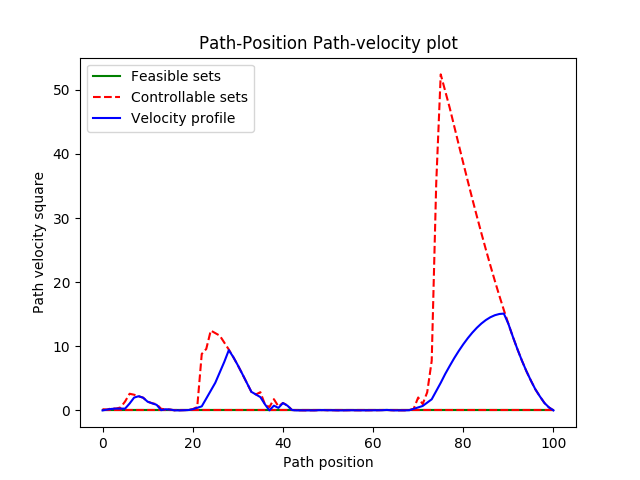 Path-Position Path-velocity plot
Feasible sets
Controllable sets
Velocity profile
Path velocity square
50
40
30
20
10
0
0 20 40 60 80 100
Path position